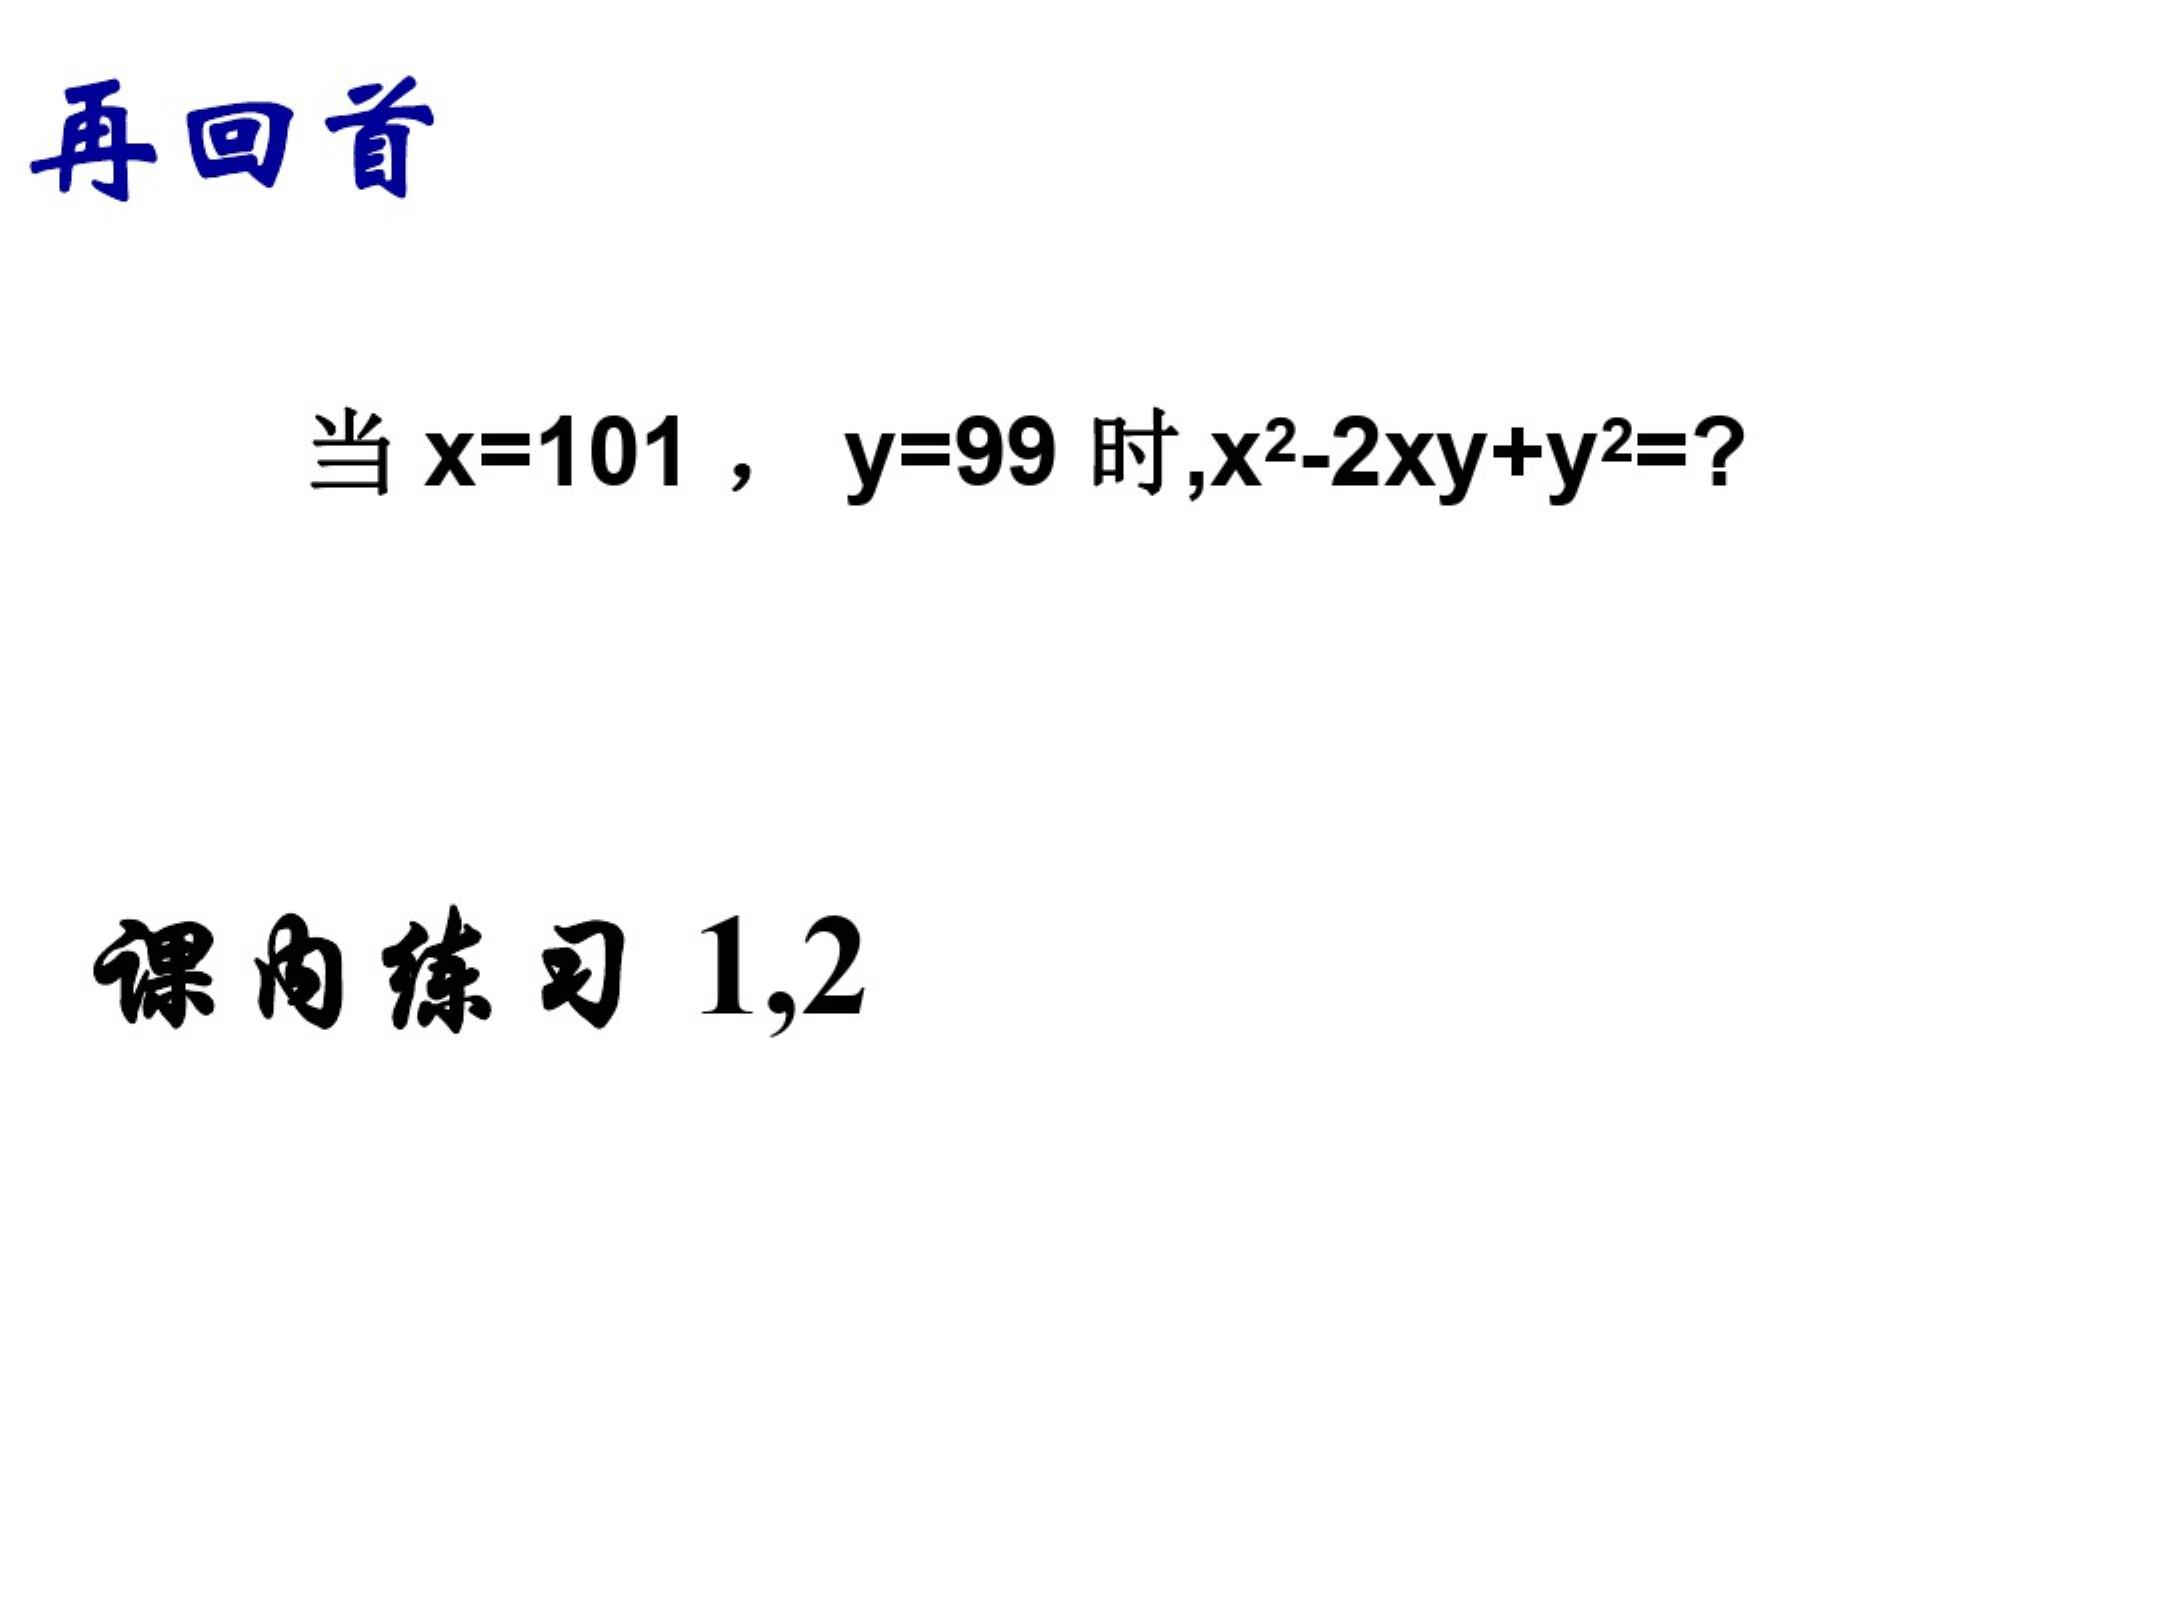 再回首
当 x=101 ， y=99 时,x²-2xy+y²=?
课内练习 1,2